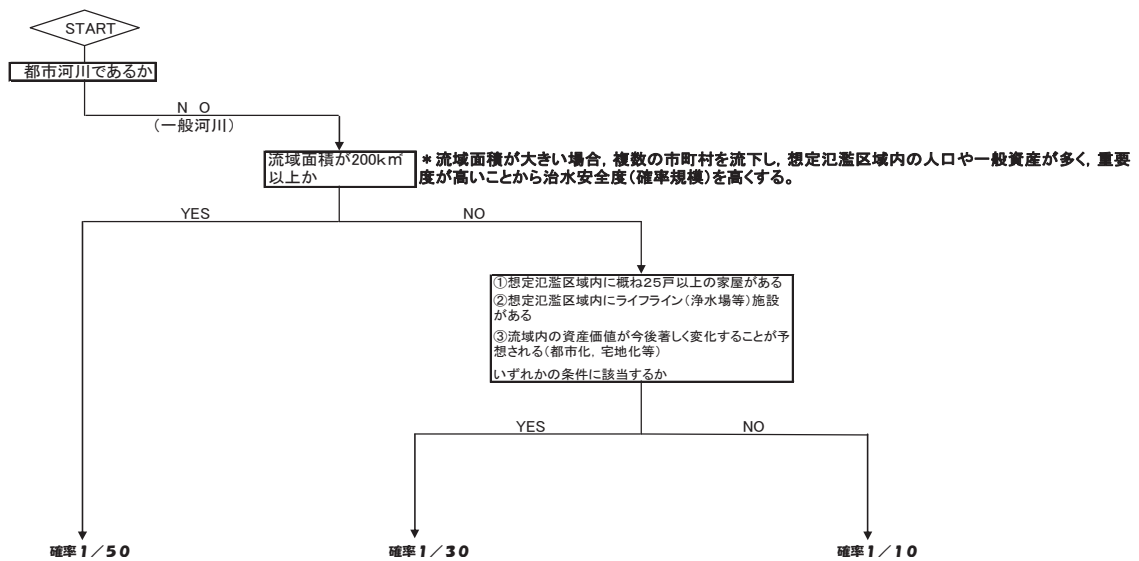 START
都市河川であるか
N O
(一般河川)
流域面積が200k㎡
以上か
*流域面積が大きい場合，複数の市町村を流下し，想定氾濫区域内の人口や一般資産が多く，重要
度が高いことから治水安全度(確率規模)を高くする。
YES
NO
①想定氾濫区域内に概ね25戸以上の家屋がある
②想定氾濫区域内にライフライン(浄水場等)施設
がある
③流域内の資産価値が今後著しく変化することが予
想される(都市化，宅地化等)
いずれかの条件に該当するか
YES
NO
確率1／50
確率1／30
確率1／10